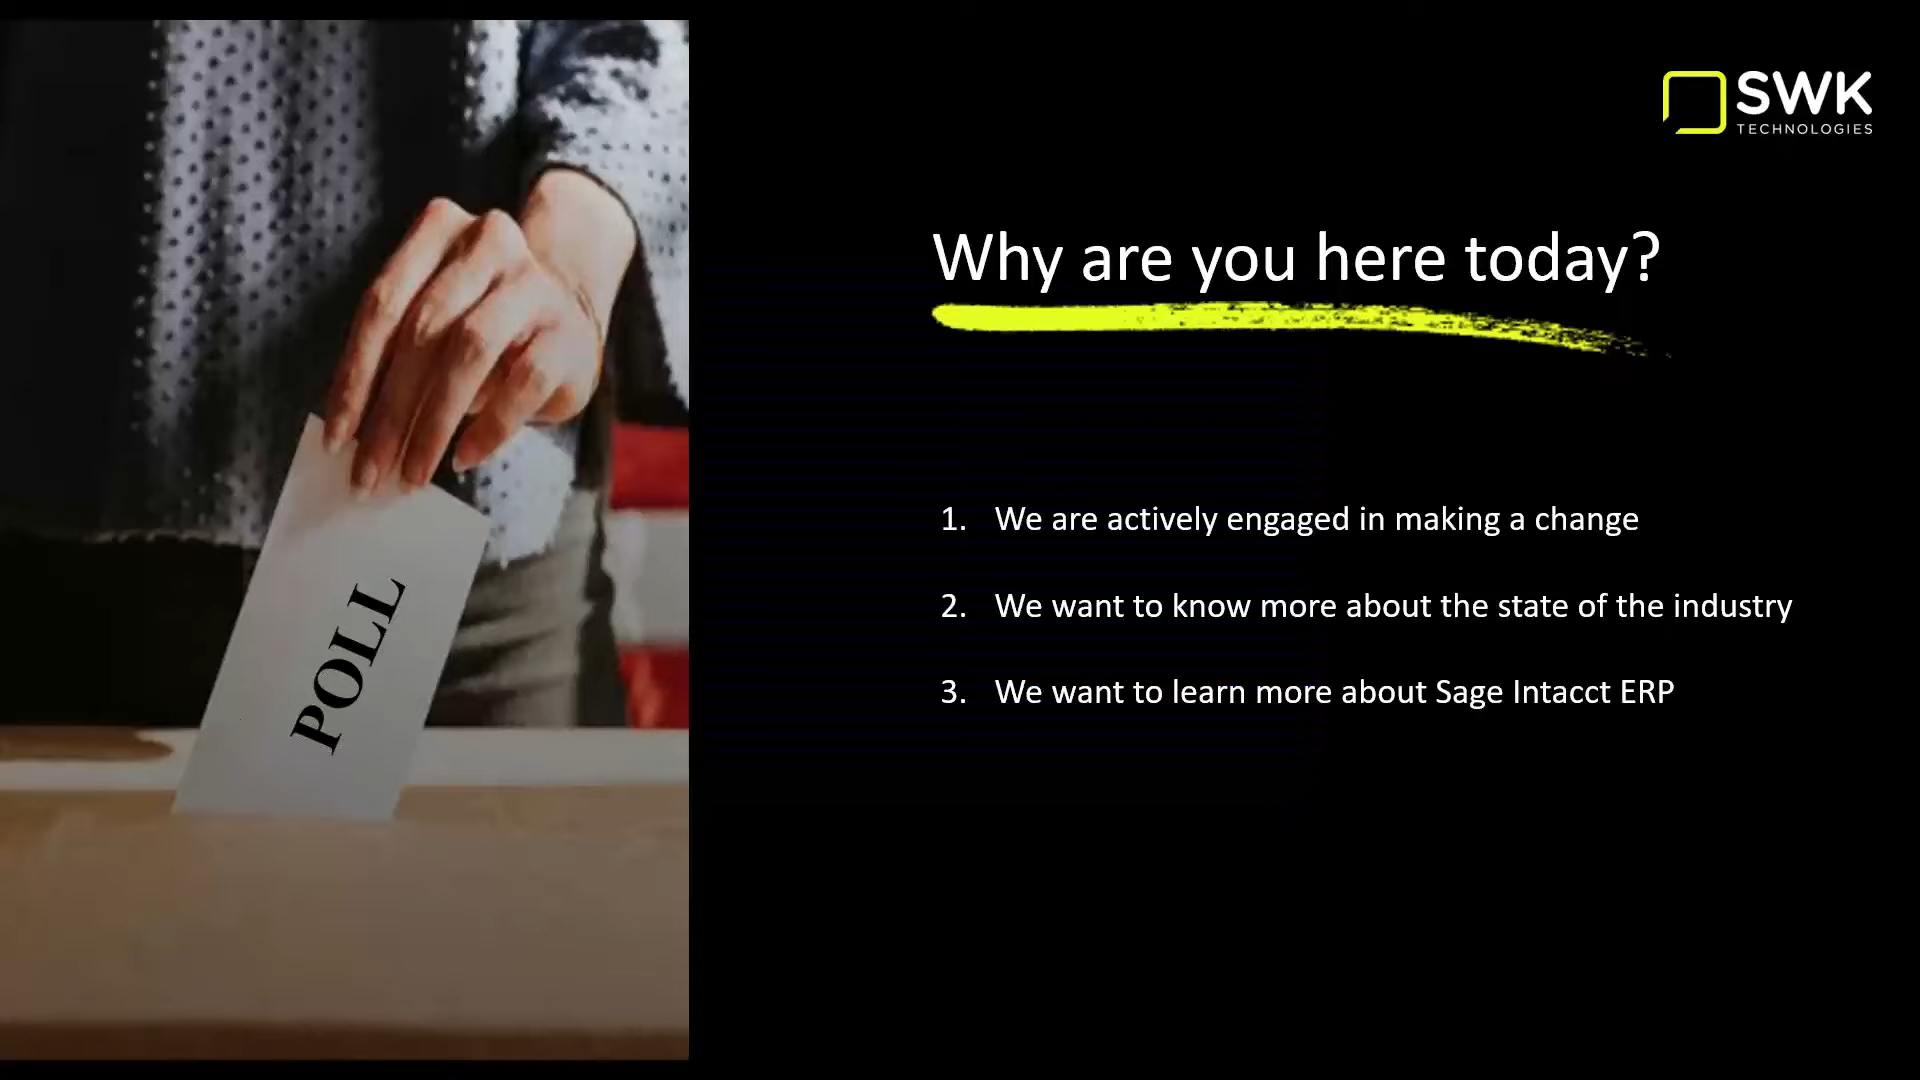 SWK
TECHNOLOGIES
Why are you here today?
1. We are actively engaged in making a change
2. We want to know more about the state of the industry
3. We want to learn more about Sage Intacct ERP
POLL